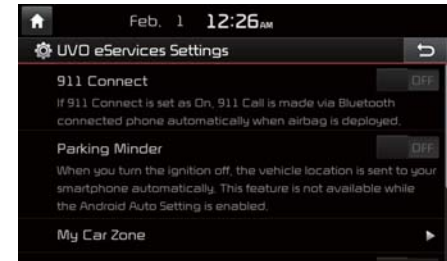 Feb. 1 12:26AM
UVO eServices Settings
911 Connect OFF
If 911 Connect is set as On, 911 Call is made via Bluetooth
connected phone automatically when airbag is deployed.
Parking Minder OFF
When you turn the ignition off, the vehicle location is sent to your
smartphone automatically. This feature is not available while
the Android Auto Setting is enabled.
My Car Zone